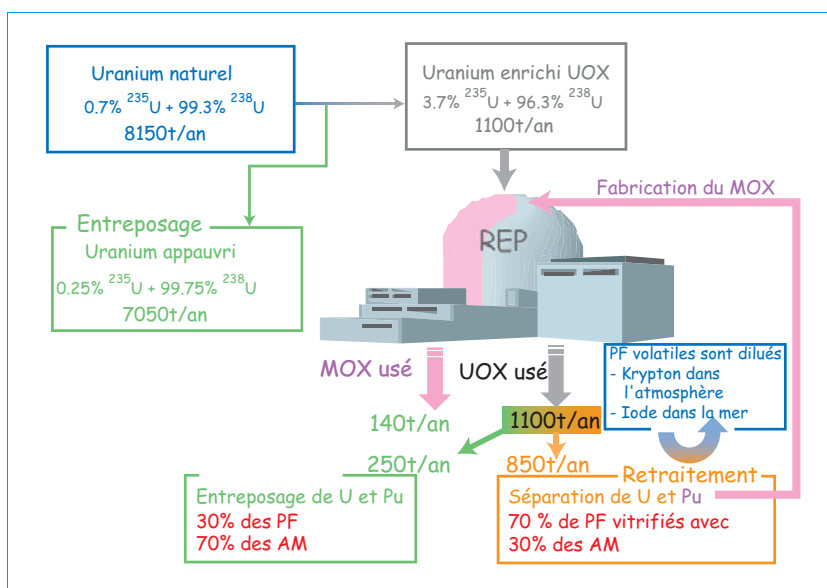 Uranium naturel
0.7% ²³⁵U + 99.3% ²³⁸U
8150t/an
Uranium enrichi UOX
3.7% ²³⁵U + 96.3% ²³⁸U
1100t/an
Fabrication du MOX
Entreposage
Uranium appauvri
0.25% ²³⁵U + 99.75% ²³⁸U
7050t/an
REP
MOX usé
UOX usé
PF volatiles sont dilués
- Krypton dans
l'atmosphère
- Iode dans la mer
140t/an
1100t/an
250t/an
850t/an
Retraitement
Entreposage de U et Pu
30% des PF
70% des AM
Séparation de U et Pu
70 % de PF vitrifiés avec
30% des AM